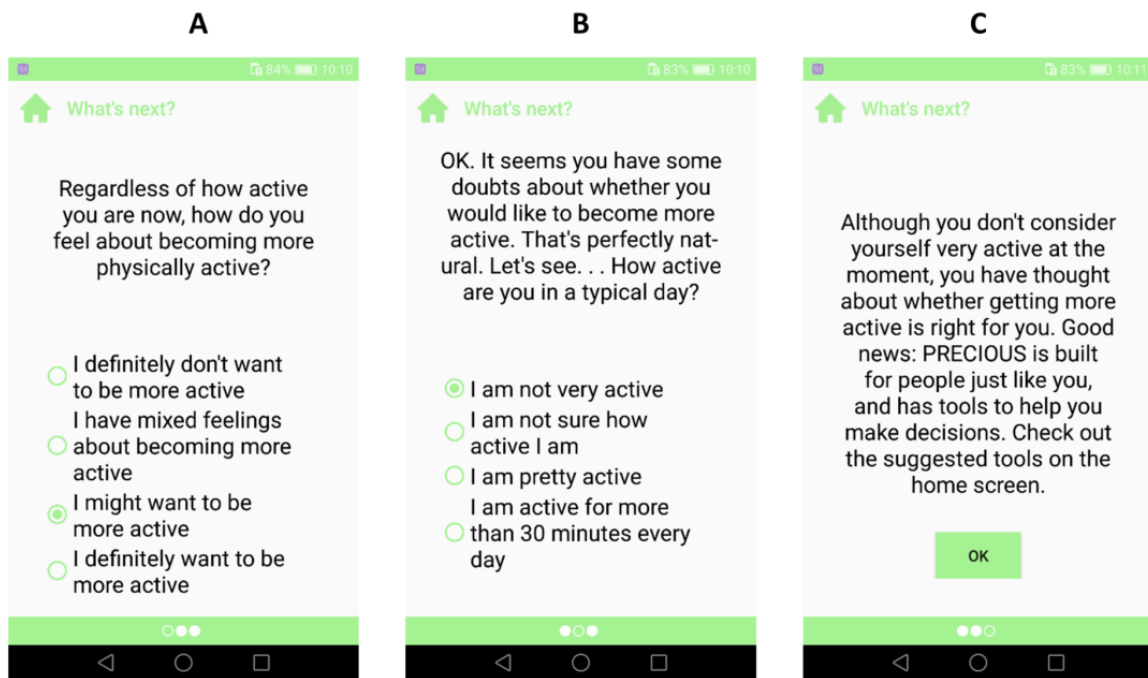 A
84% 10:10
What's next?
Regardless of how active
you are now, how do you
feel about becoming more
physically active?
I definitely don't want
to be more active
I have mixed feelings
about becoming more
active
I might want to be
more active
I definitely want to be
more active
B
83% 10:10
What's next?
OK. It seems you have some
doubts about whether you
would like to become more
active. That's perfectly nat-
ural. Let's see. . . How active
are you in a typical day?
I am not very active
I am not sure how
active I am
I am pretty active
I am active for more
than 30 minutes every
day
C
83% 10:11
What's next?
Although you don't consider
yourself very active at the
moment, you have thought
about whether getting more
active is right for you. Good
news: PRECIOUS is built
for people just like you,
and has tools to help you
make decisions. Check out
the suggested tools on the
home screen.
OK